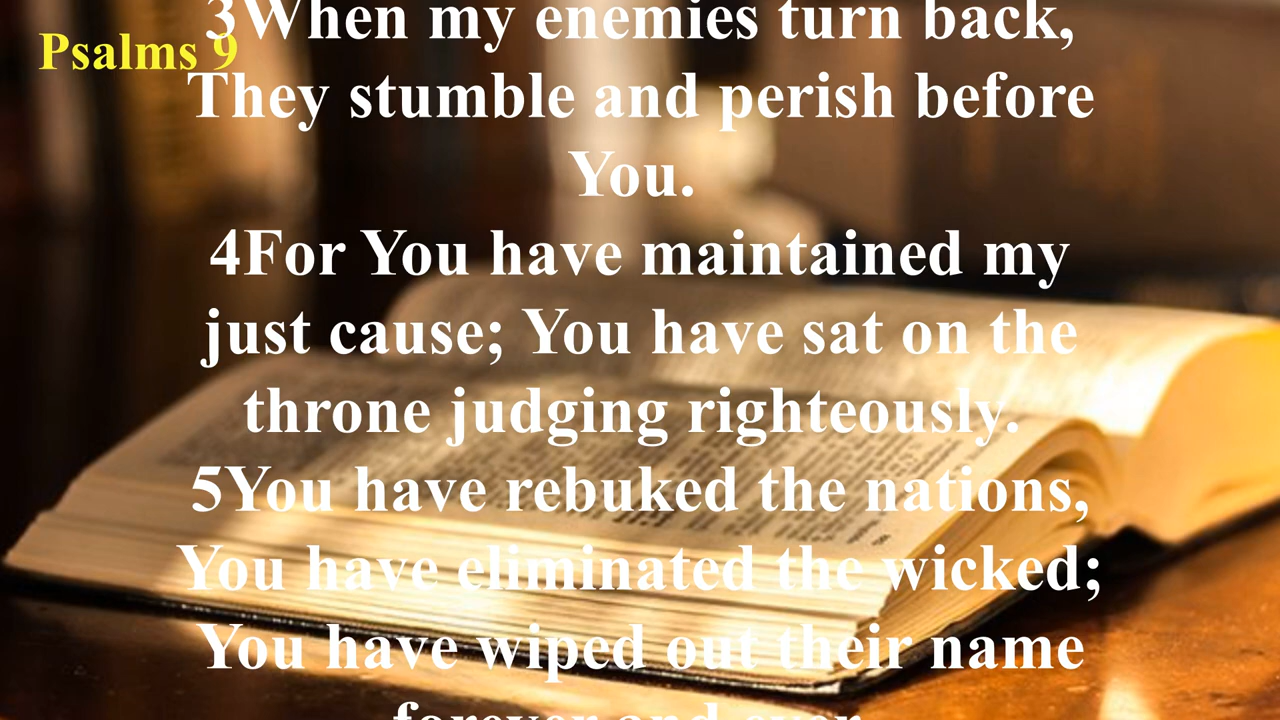 Psalms 9
3When my enemies turn back,
They stumble and perish before
You.
4For You have maintained my
just cause; You have sat on the
throne judging righteously.
5You have rebuked the nations,
You have eliminated the wicked;
You have wiped out their name
forever and ever.